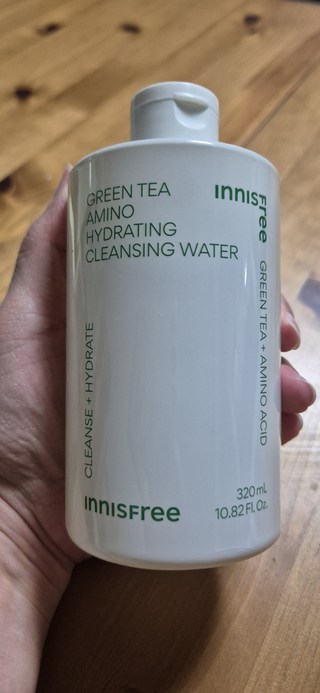 GREEN TEA
AMINO
HYDRATING
CLEANSING WATER
innisFree
GREEN TEA + AMINO ACID
CLEANSE + HYDRATE
innisFree
320 mL
10.82 Fl. Oz.